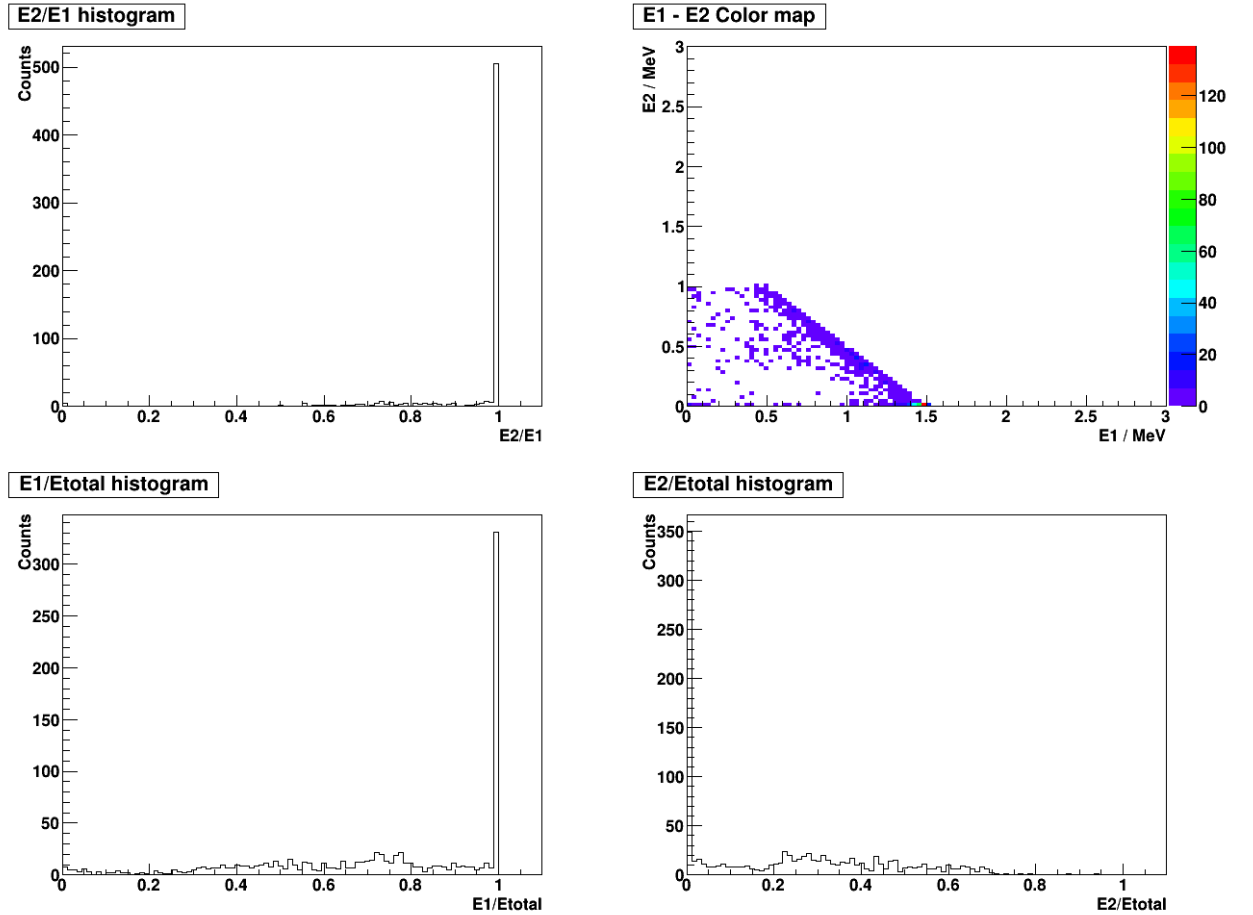 E2/E1 histogram
Counts
500
400
300
200
100
0
0 0.2 0.4 0.6 0.8 1
E2/E1
E1 - E2 Color map
E2 / MeV
3
2.5
2
1.5
1
0.5
0
0 0.5 1 1.5 2 2.5 3
E1 / MeV
120
100
80
60
40
20
0
E1/Etotal histogram
Counts
300
250
200
150
100
50
0
0 0.2 0.4 0.6 0.8 1
E1/Etotal
E2/Etotal histogram
Counts
350
300
250
200
150
100
50
0
0 0.2 0.4 0.6 0.8 1
E2/Etotal